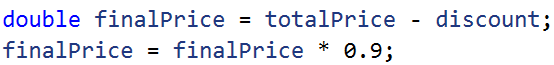 double finalPrice = totalPrice - discount;
finalPrice = finalPrice * 0.9;